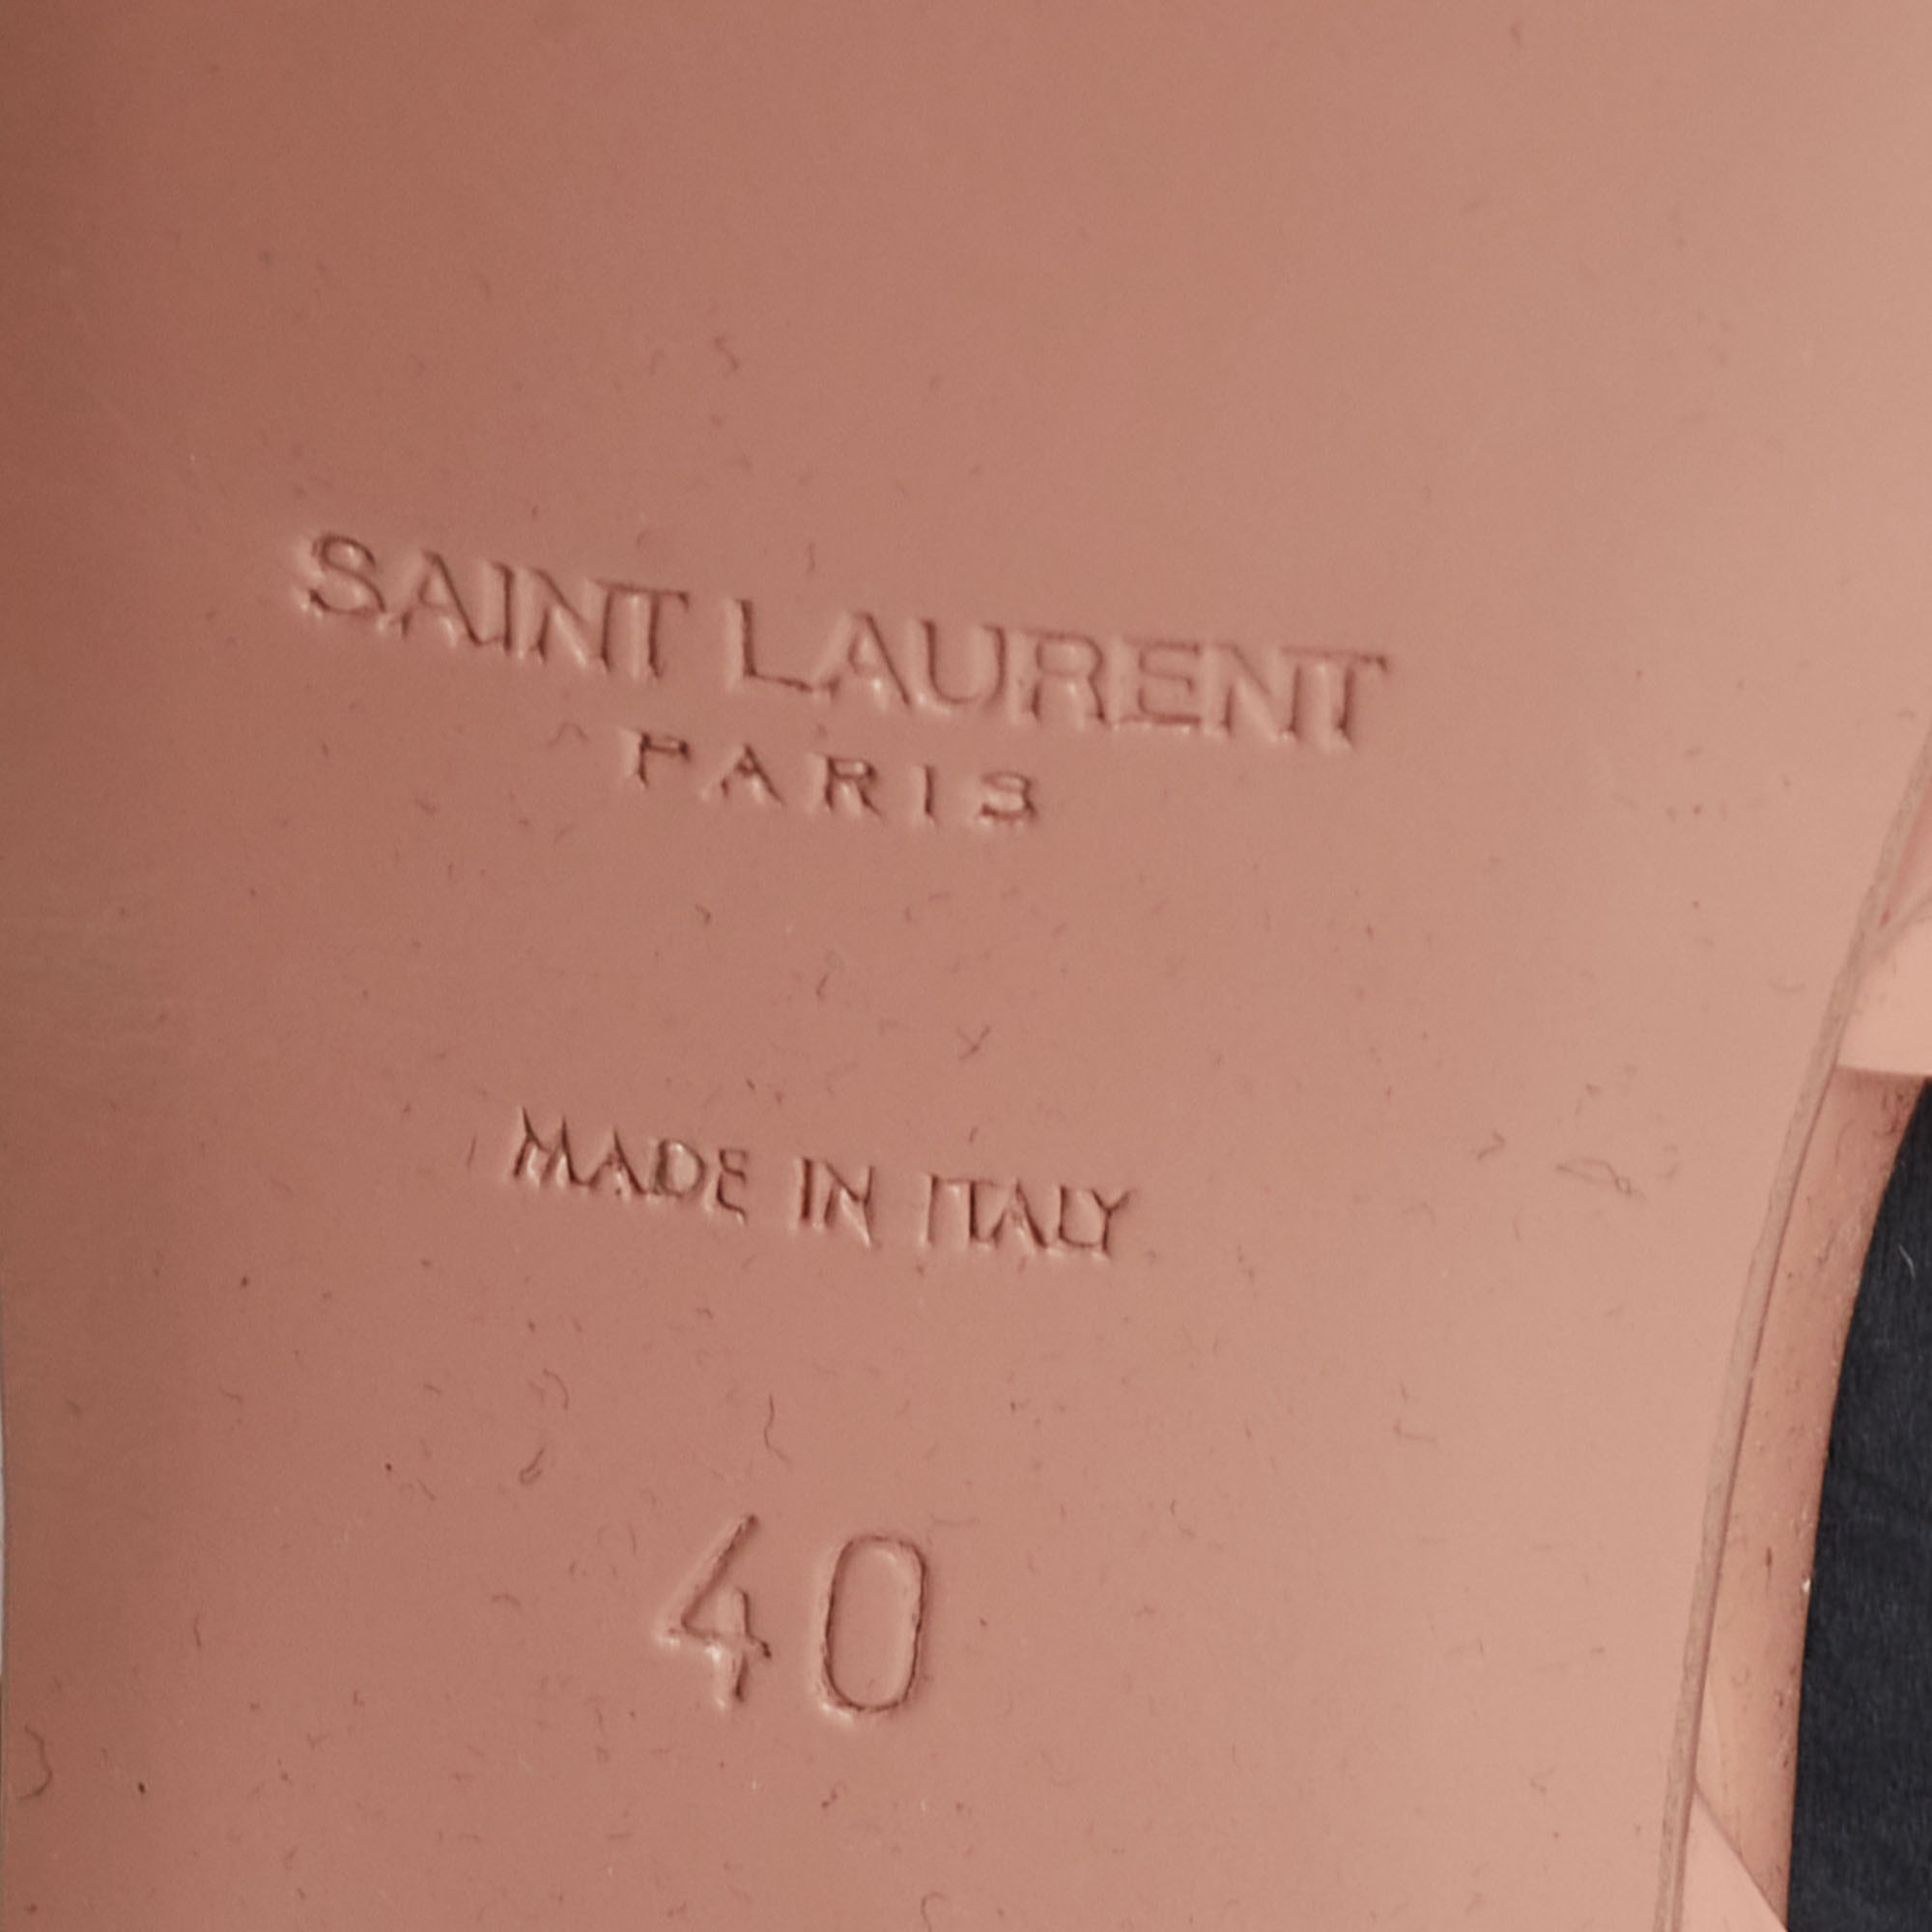 SAINT LAURENT
PARIS
MADE IN ITALY
40